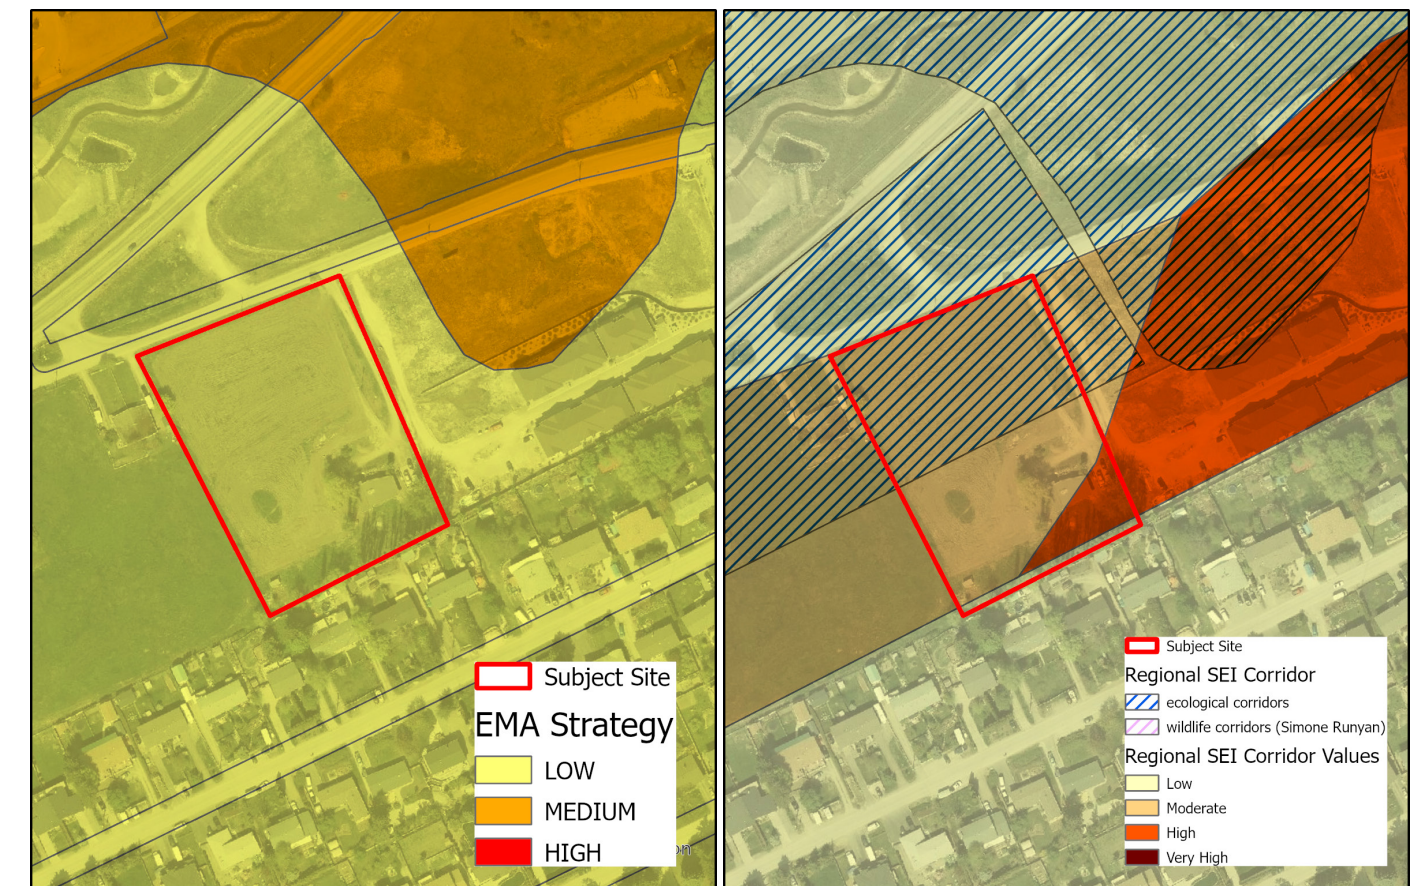 Subject Site
EMA Strategy
LOW
MEDIUM
HIGH
Subject Site
Regional SEI Corridor
ecological corridors
wildlife corridors (Simone Runyan)
Regional SEI Corridor Values
Low
Moderate
High
Very High